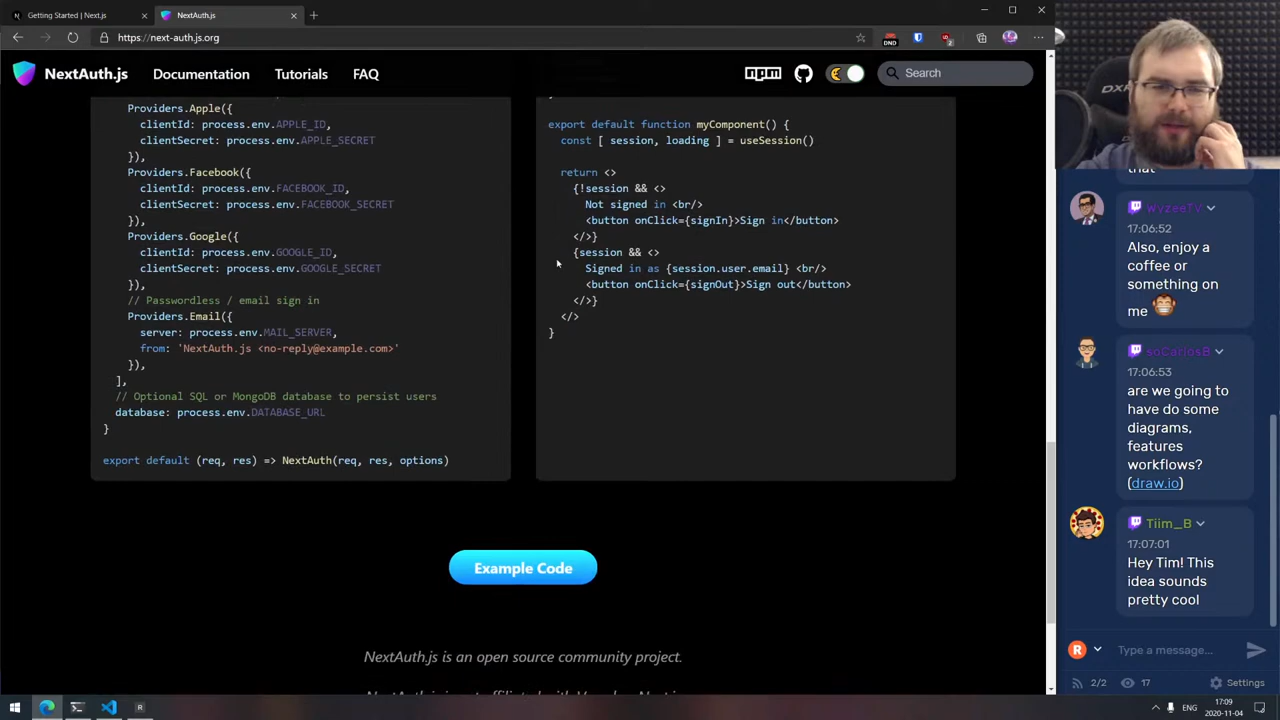 Getting Started | Next.js
NextAuth.js
https://next-auth.js.org
DND
2
NextAuth.js
Documentation
Tutorials
FAQ
npm
Search
Providers.Apple({
clientId: process.env.APPLE_ID,
clientSecret: process.env.APPLE_SECRET
}),
Providers.Facebook({
clientId: process.env.FACEBOOK_ID,
clientSecret: process.env.FACEBOOK_SECRET
}),
Providers.Google({
clientId: process.env.GOOGLE_ID,
clientSecret: process.env.GOOGLE_SECRET
}),
// Passwordless / email sign in
Providers.Email({
server: process.env.MAIL_SERVER,
from: 'NextAuth.js <no-reply@example.com>'
}),
],
// Optional SQL or MongoDB database to persist users
database: process.env.DATABASE_URL
}
export default (req, res) => NextAuth(req, res, options)
export default function myComponent() {
const [ session, loading ] = useSession()
return <>
{!session && <>
Not signed in <br/>
<button onClick={signIn}>Sign in</button>
</>}
{session && <>
Signed in as {session.user.email} <br/>
<button onClick={signOut}>Sign out</button>
</>}
</>
}
Example Code
NextAuth.js is an open source community project.
DXR
that
WyzeeTV
17:06:52
Also, enjoy a
coffee or
something on
me
soCarlosB
17:06:53
are we going to
have do some
diagrams,
features
workflows?
(draw.io)
Tiim_B
17:07:01
Hey Tim! This
idea sounds
pretty cool
R
Type a message...
2/2
17
Settings
ENG
17:09
2020-11-04